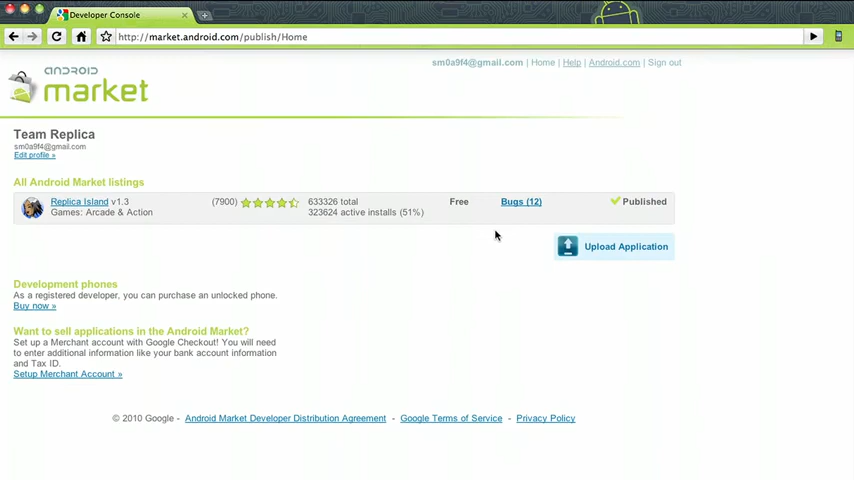 Developer Console
http://market.android.com/publish/Home
sm0a9f4@gmail.com | Home | Help | Android.com | Sign out
ANDROID
market
Team Replica
sm0a9f4@gmail.com
Edit profile »
All Android Market listings
Replica Island v1.3 (7900) 633326 total Free Bugs (12) Published
Games: Arcade & Action 323624 active installs (51%)
Upload Application
Development phones
As a registered developer, you can purchase an unlocked phone.
Buy now »
Want to sell applications in the Android Market?
Set up a Merchant account with Google Checkout! You will need
to enter additional information like your bank account information
and Tax ID.
Setup Merchant Account »
© 2010 Google - Android Market Developer Distribution Agreement - Google Terms of Service - Privacy Policy